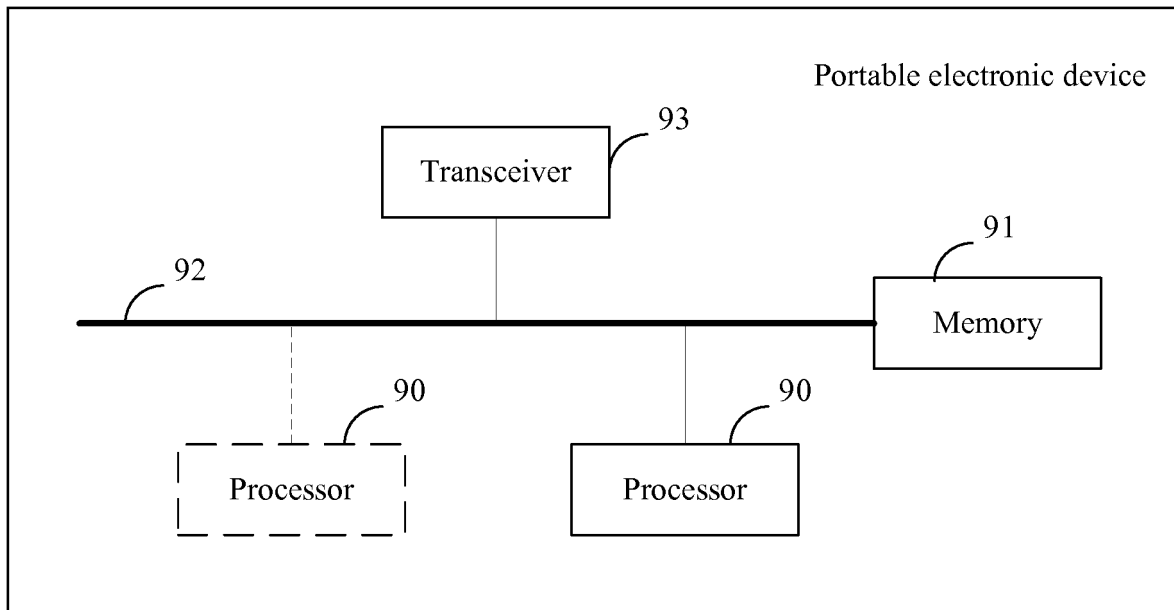 Portable electronic device
93
Transceiver
91
92
Memory
90
90
Processor
Processor